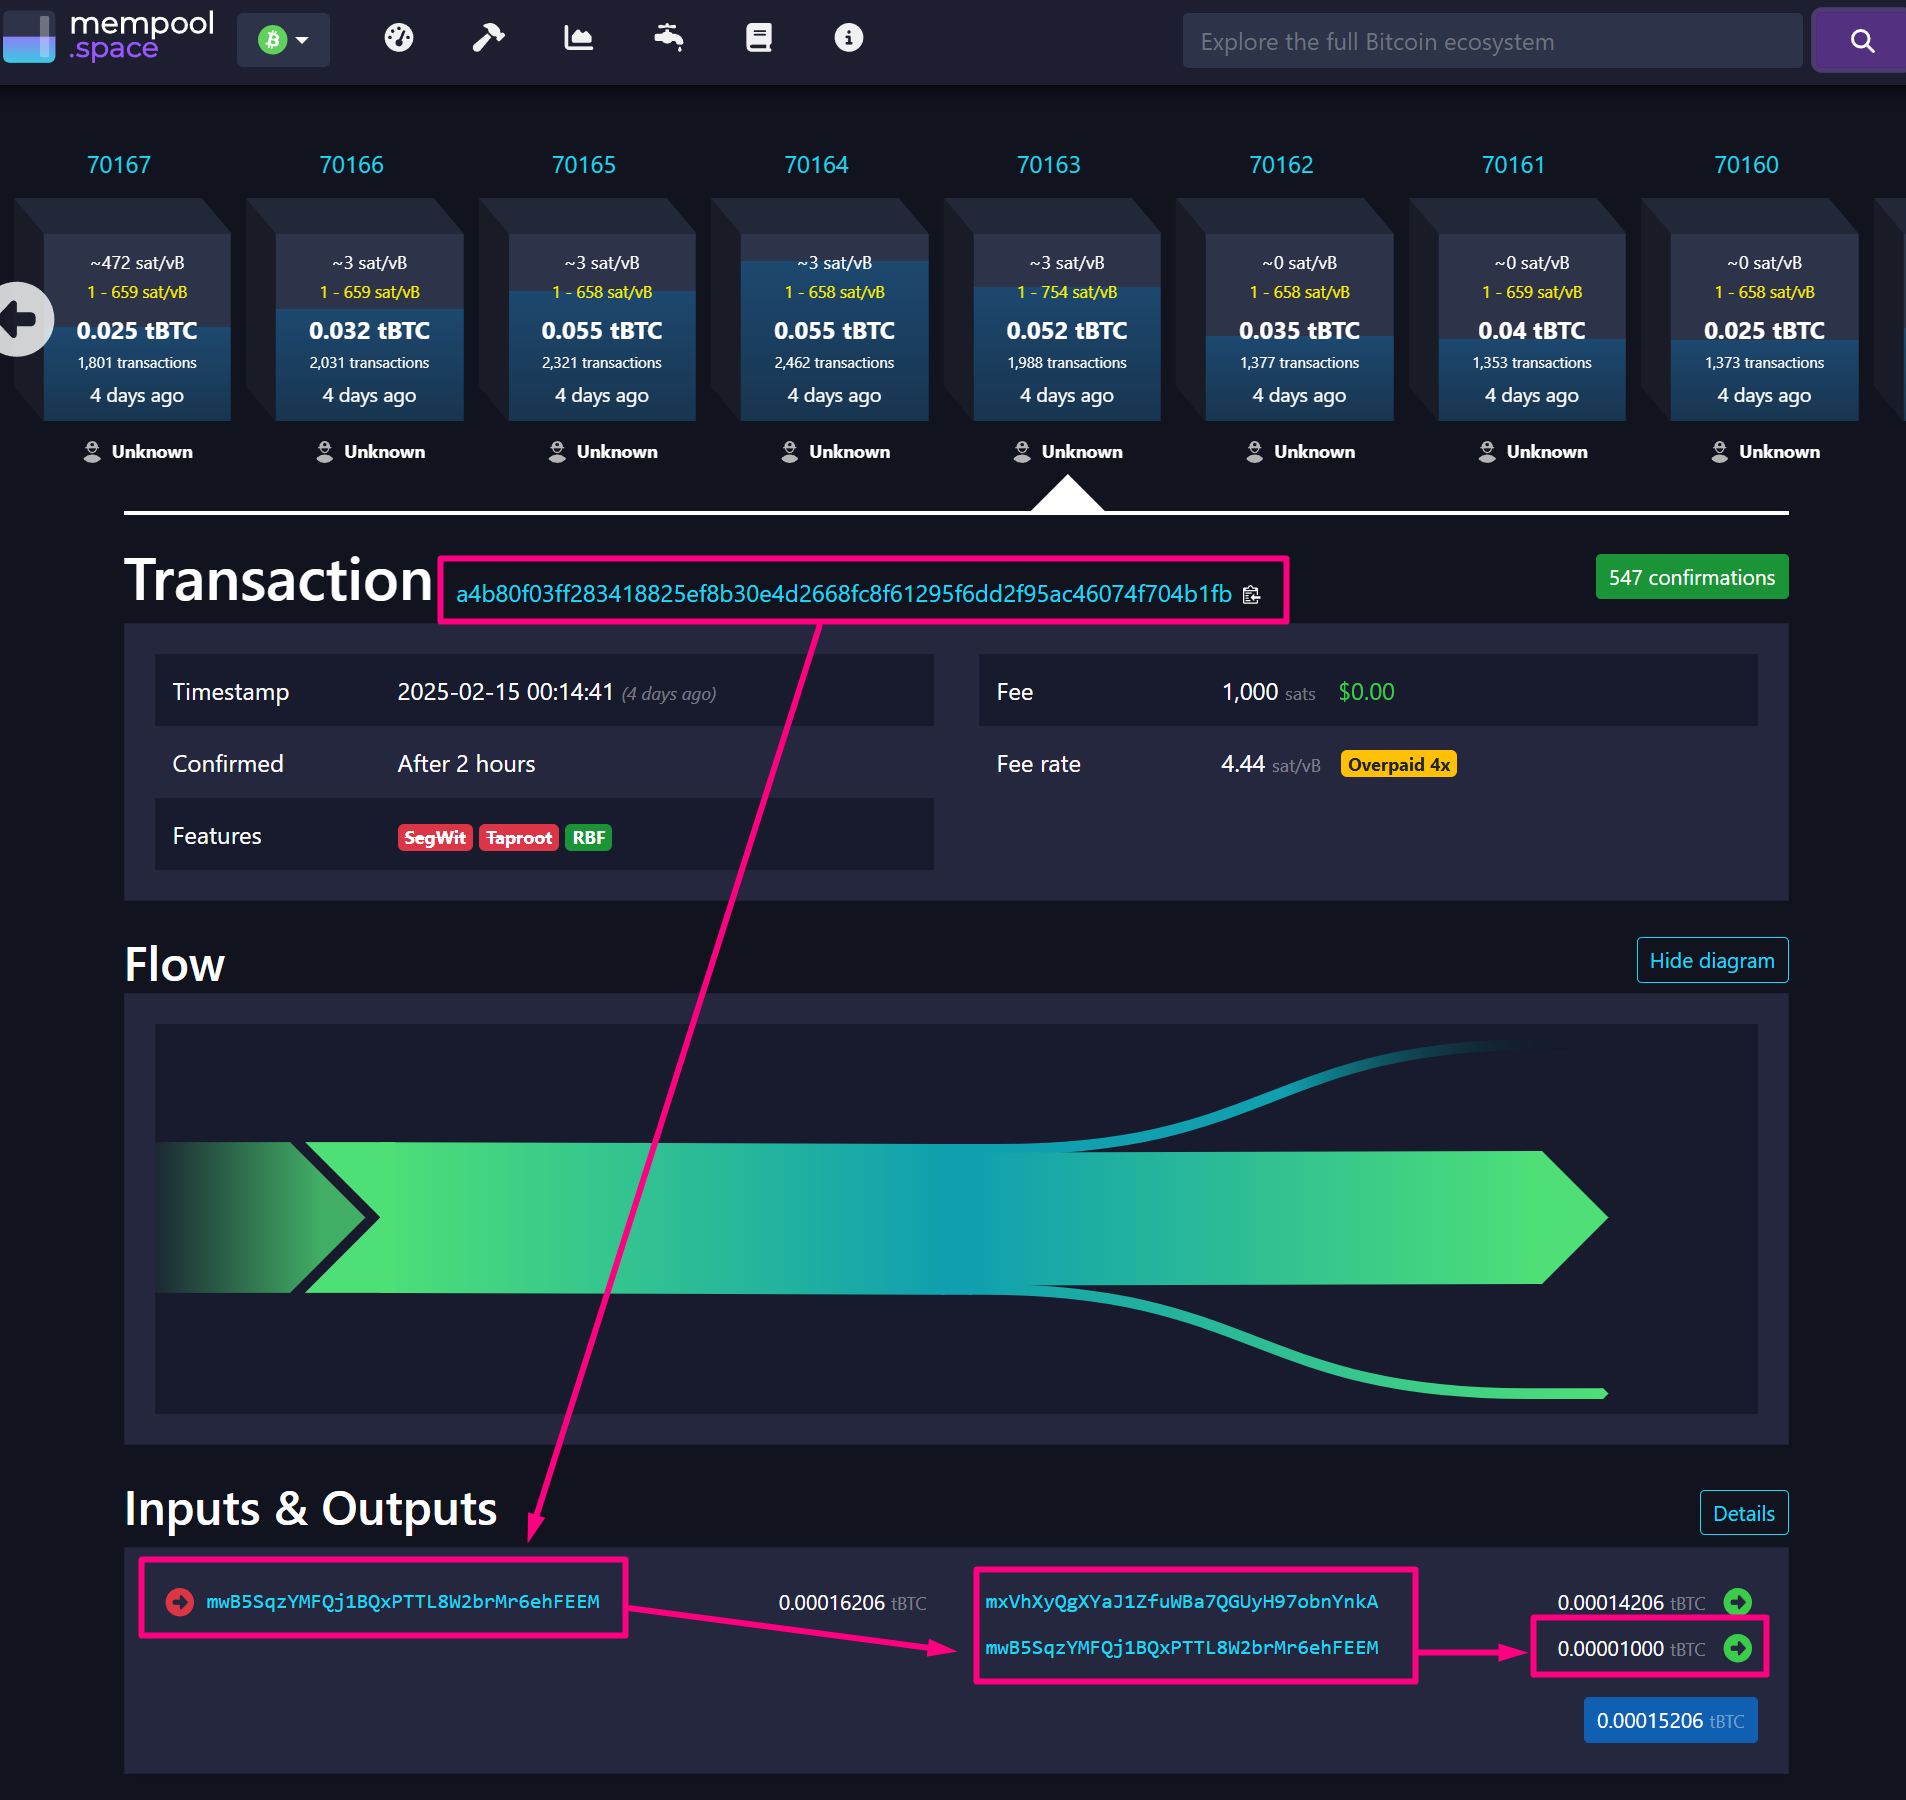 mempool
.space
Explore the full Bitcoin ecosystem
70167 70166 70165 70164 70163 70162 70161 70160
~472 sat/vB ~3 sat/vB ~3 sat/vB ~3 sat/vB ~3 sat/vB ~0 sat/vB ~0 sat/vB ~0 sat/vB
1 - 659 sat/vB 1 - 659 sat/vB 1 - 658 sat/vB 1 - 658 sat/vB 1 - 754 sat/vB 1 - 658 sat/vB 1 - 659 sat/vB 1 - 658 sat/vB
0.025 tBTC 0.032 tBTC 0.055 tBTC 0.055 tBTC 0.052 tBTC 0.035 tBTC 0.04 tBTC 0.025 tBTC
1,801 transactions 2,031 transactions 2,321 transactions 2,462 transactions 1,988 transactions 1,377 transactions 1,353 transactions 1,373 transactions
4 days ago 4 days ago 4 days ago 4 days ago 4 days ago 4 days ago 4 days ago 4 days ago
Unknown Unknown Unknown Unknown Unknown Unknown Unknown Unknown
Transaction a4b80f03ff283418825ef8b30e4d2668fc8f61295f6dd2f95ac46074f704b1fb 547 confirmations
Timestamp 2025-02-15 00:14:41 (4 days ago) Fee 1,000 sats $0.00
Confirmed After 2 hours Fee rate 4.44 sat/vB Overpaid 4x
Features SegWit Taproot RBF
Flow Hide diagram
Inputs & Outputs Details
mwB5SqzYMFQj1BQxPTTL8W2brMr6ehFEEM 0.00016206 tBTC mxVhXyQgXYaJ1ZfuWBa7QGUyH97obnYnkA 0.00014206 tBTC
mwB5SqzYMFQj1BQxPTTL8W2brMr6ehFEEM 0.00001000 tBTC
0.00015206 tBTC